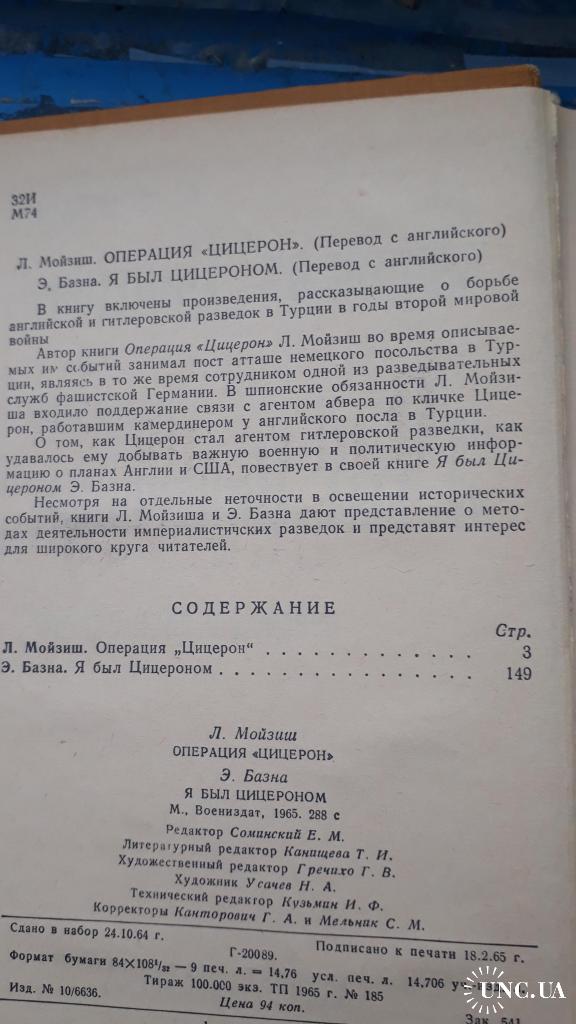 32И
М74
Л. Мойзиш. ОПЕРАЦИЯ «ЦИЦЕРОН». (Перевод с английского)
Э. Базна. Я БЫЛ ЦИЦЕРОНОМ. (Перевод с английского)
В книгу включены произведения, рассказывающие о борьбе
английской и гитлеровской разведок в Турции в годы второй мировой
войны
Автор книги Операция «Цицерон» Л. Мойзиш во время описывае-
мых им событий занимал пост атташе немецкого посольства в Тур-
ции, являясь в то же время сотрудником одной из разведывательных
служб фашистской Германии. В шпионские обязанности Л. Мойзи-
ша входило поддержание связи с агентом абвера по кличке Цице-
рон, работавшим камердинером у английского посла в Турции.
О том, как Цицерон стал агентом гитлеровской разведки, как
удавалось ему добывать важную военную и политическую инфор-
мацию о планах Англии и США, повествует в своей книге Я был Ци-
цероном Э. Базна.
Несмотря на отдельные неточности в освещении исторических
событий, книги Л. Мойзиша и Э. Базна дают представление о мето-
дах деятельности империалистичских разведок и представят интерес
для широкого круга читателей.
СОДЕРЖАНИЕ
Стр.
Л. Мойзиш. Операция „Цицерон“ . . . . . . . . . . . . . 3
Э. Базна. Я был Цицероном . . . . . . . . . . . . . . . . 149
Л. Мойзиш
ОПЕРАЦИЯ «ЦИЦЕРОН»
Э. Базна
Я БЫЛ ЦИЦЕРОНОМ
М., Воениздат, 1965. 288 с
Редактор Соминский Е. М.
Литературный редактор Канищева Т. И.
Художественный редактор Гречихо Г. В.
Художник Усачев Н. А.
Технический редактор Кузьмин И. Ф.
Корректоры Канторович Г. А. и Мельник С. М.
Сдано в набор 24.10.64 г.
Г-20089.
Подписано к печати 18.2.65 г.
Формат бумаги 84×108¹/₃₂ — 9 печ. л. = 14,76 усл. печ. л. 14,706 уч.-изд.
Изд. № 10/6636. Тираж 100.000 экз. ТП 1965 г. № 185
Цена 94 коп.
Зак. 541
UNC.UA